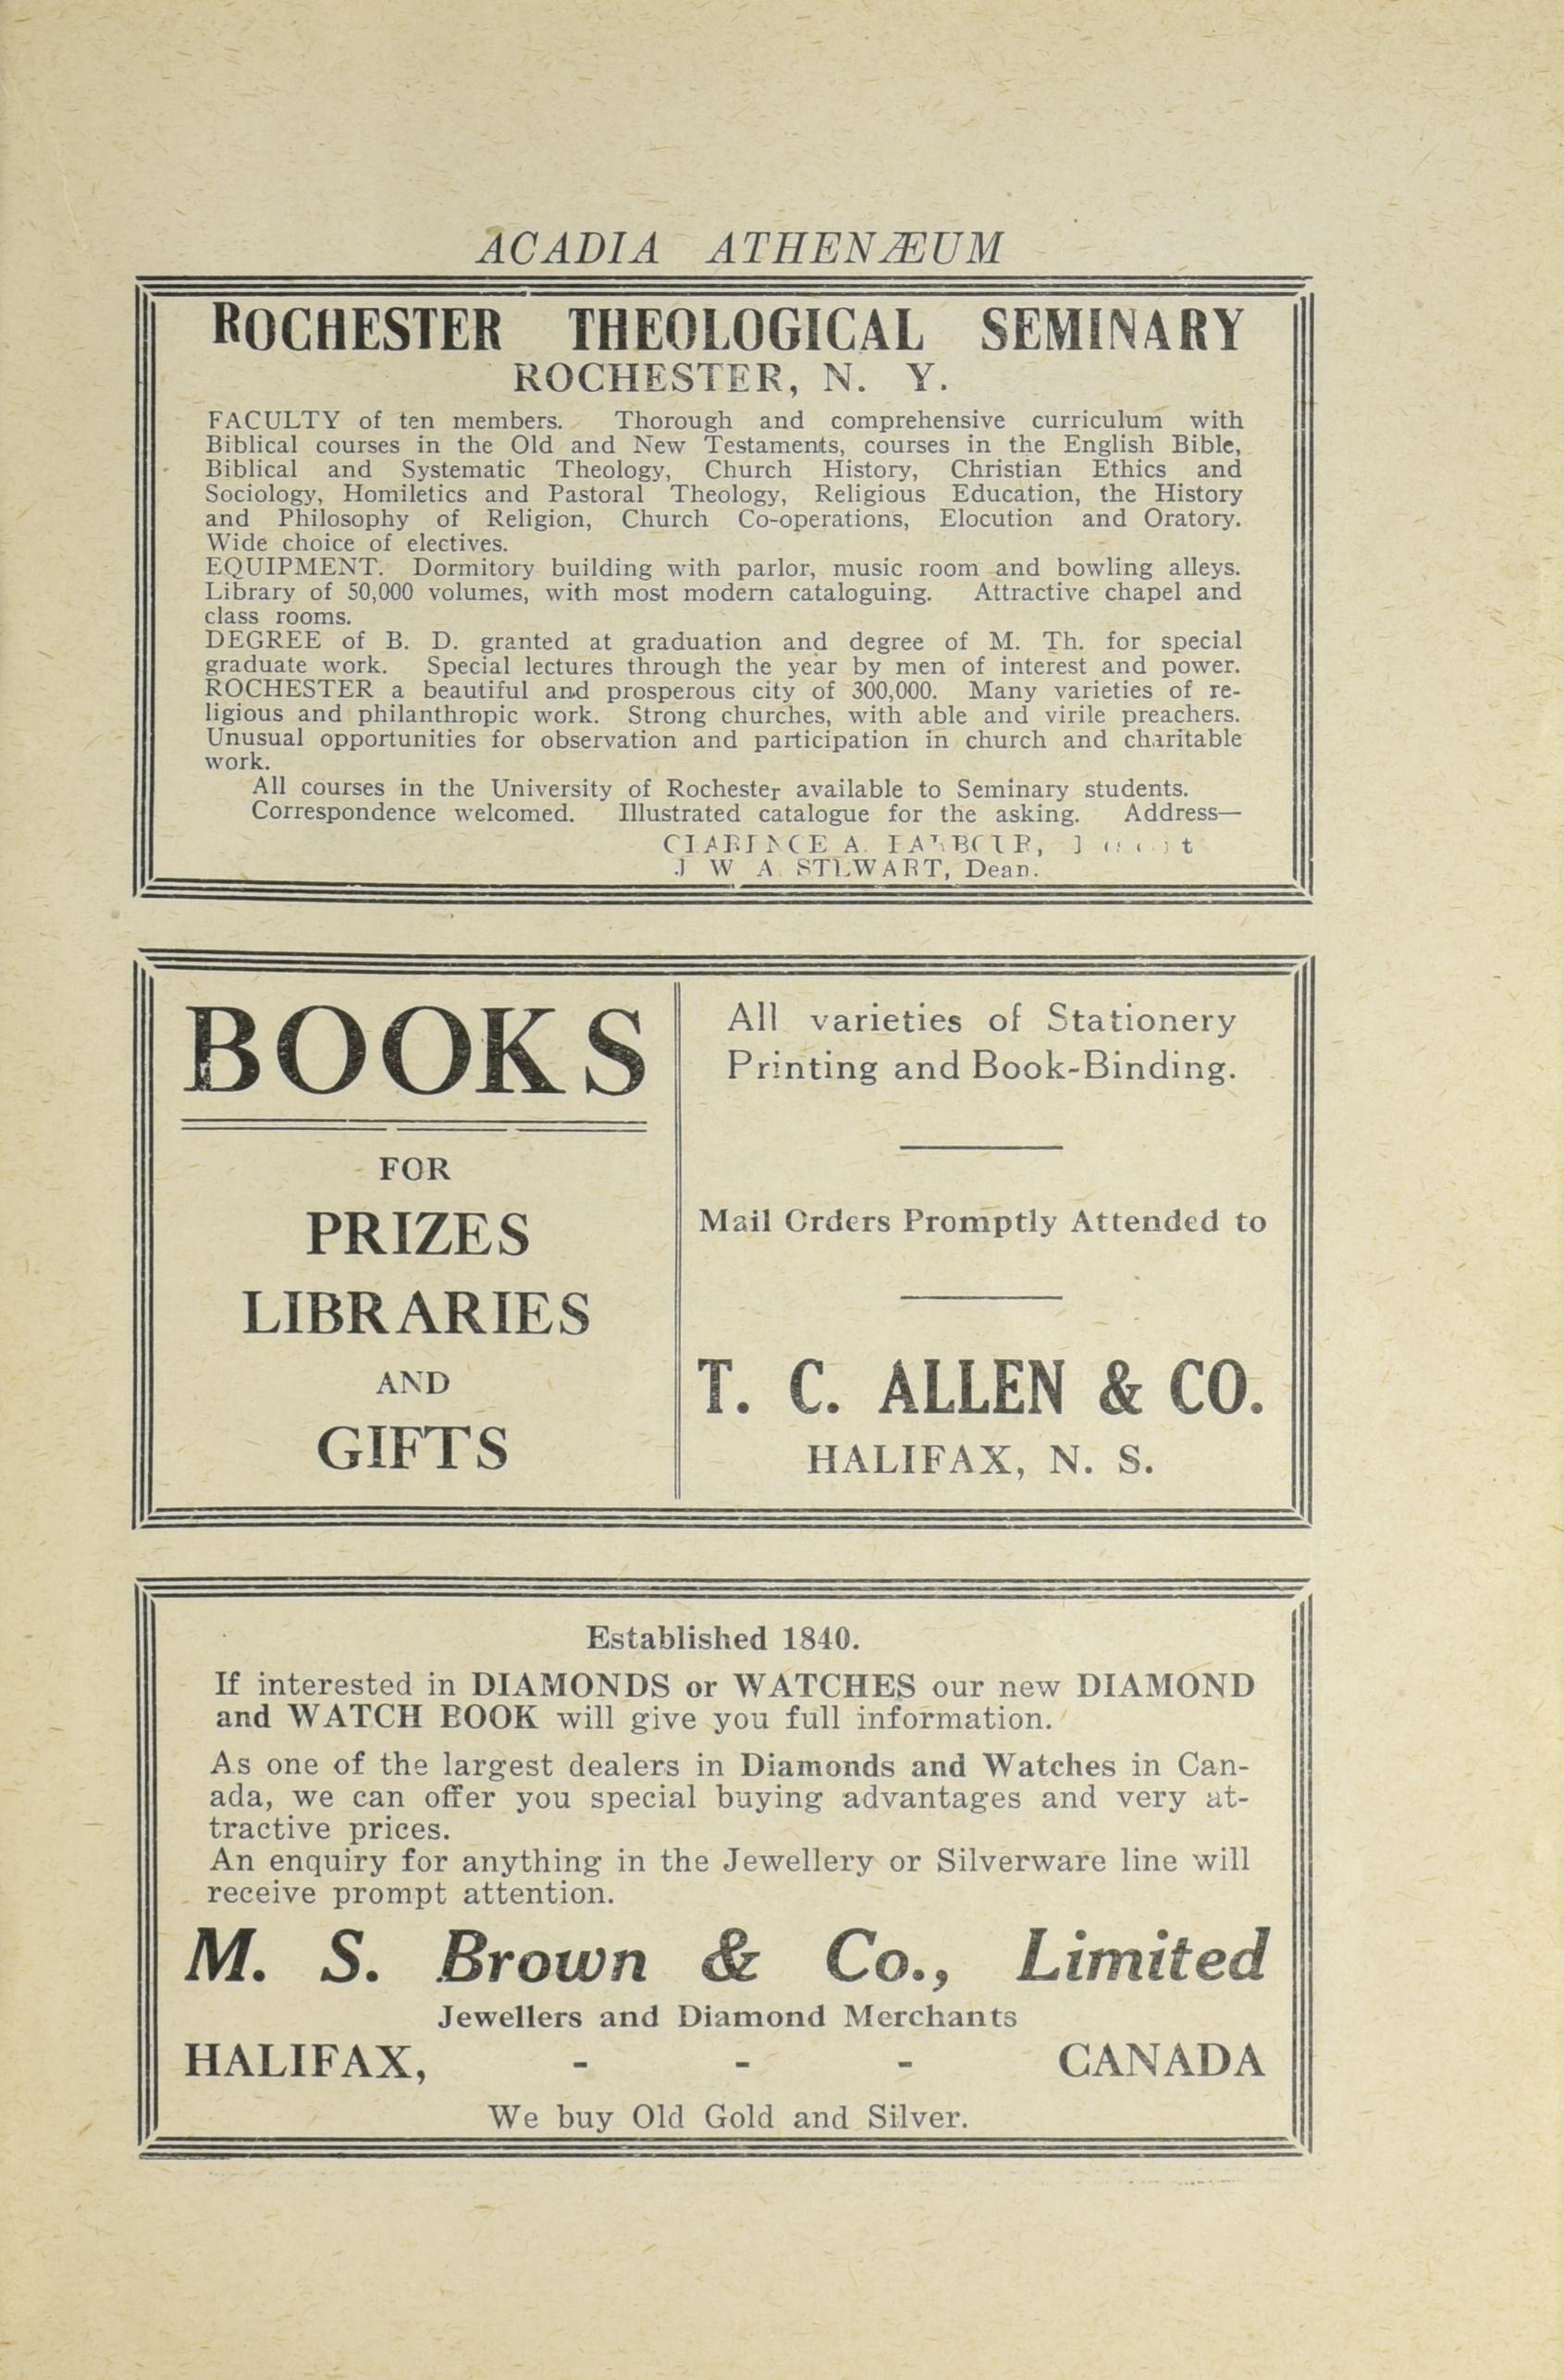 ACADIA ATHENÆUM
ROCHESTER THEOLOGICAL SEMINARY
ROCHESTER, N. Y.
FACULTY of ten members. Thorough and comprehensive curriculum with
Biblical courses in the Old and New Testaments, courses in the English Bible,
Biblical and Systematic Theology, Church History, Christian Ethics and
Sociology, Homiletics and Pastoral Theology, Religious Education, the History
and Philosophy of Religion, Church Co-operations, Elocution and Oratory.
Wide choice of electives.
EQUIPMENT. Dormitory building with parlor, music room and bowling alleys.
Library of 50,000 volumes, with most modern cataloguing. Attractive chapel and
class rooms.
DEGREE of B. D. granted at graduation and degree of M. Th. for special
graduate work. Special lectures through the year by men of interest and power.
ROCHESTER a beautiful and prosperous city of 300,000. Many varieties of re-
ligious and philanthropic work. Strong churches, with able and virile preachers.
Unusual opportunities for observation and participation in church and charitable
work.
All courses in the University of Rochester available to Seminary students.
Correspondence welcomed. Illustrated catalogue for the asking. Address—
CLARENCE A.
J W A. STEWART, Dean.
BOOKS
FOR
PRIZES
LIBRARIES
AND
GIFTS
All varieties of Stationery
Printing and Book-Binding.
Mail Orders Promptly Attended to
T. C. ALLEN & CO.
HALIFAX, N. S.
Established 1840.
If interested in DIAMONDS or WATCHES our new DIAMOND
and WATCH BOOK will give you full information.
As one of the largest dealers in Diamonds and Watches in Can-
ada, we can offer you special buying advantages and very at-
tractive prices.
An enquiry for anything in the Jewellery or Silverware line will
receive prompt attention.
M. S. Brown & Co., Limited
Jewellers and Diamond Merchants
HALIFAX, - - - CANADA
We buy Old Gold and Silver.